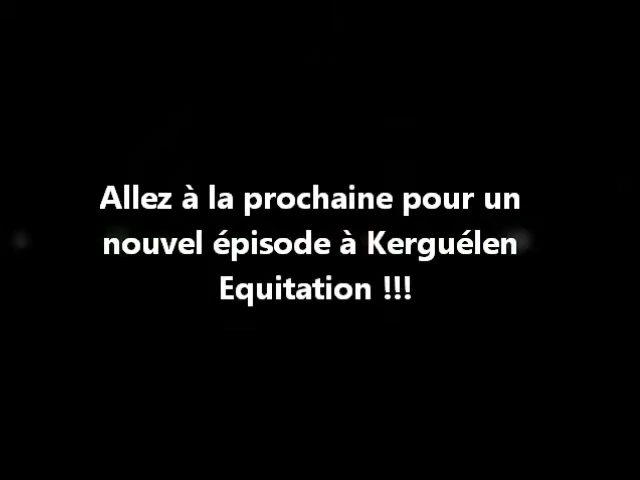 Allez à la prochaine pour un
nouvel épisode à Kerguélen
Equitation !!!